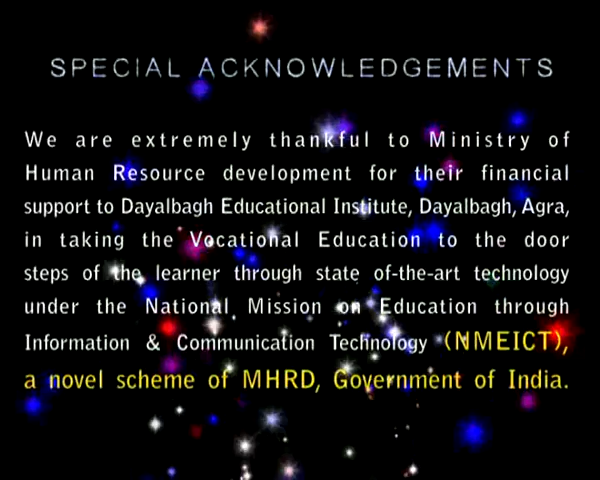 SPECIAL ACKNOWLEDGEMENTS
We are extremely thankful to Ministry of
Human Resource development for their financial
support to Dayalbagh Educational Institute, Dayalbagh, Agra,
in taking the Vocational Education to the door
steps of the learner through state of-the-art technology
under the National Mission on Education through
Information & Communication Technology (NMEICT),
a novel scheme of MHRD, Government of India.